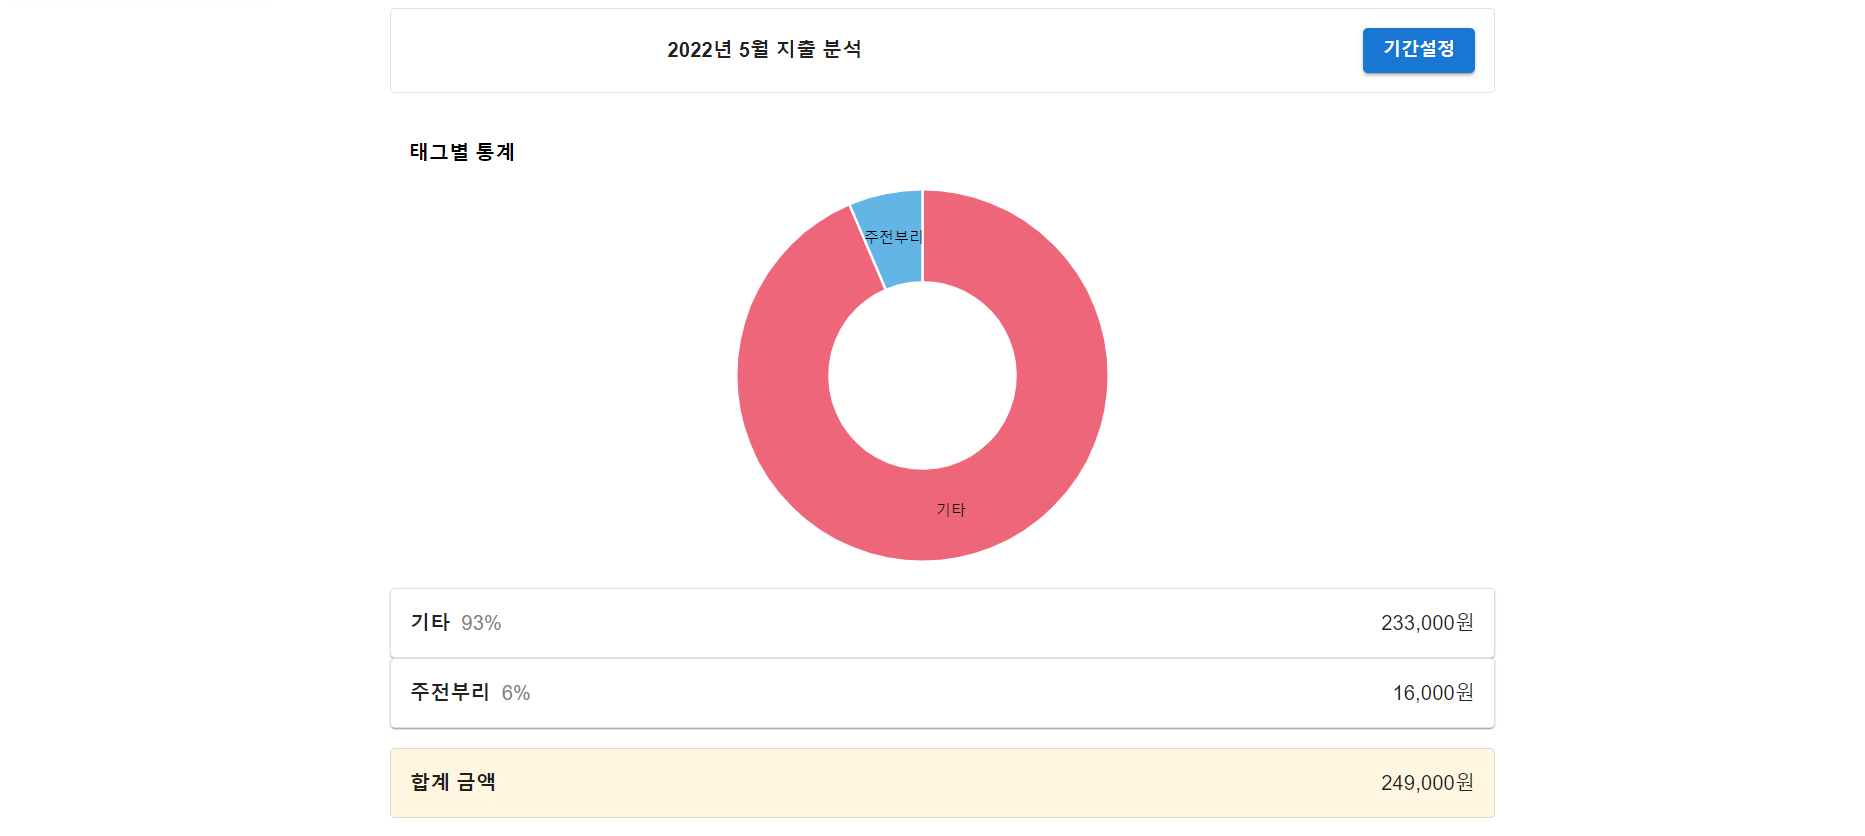 2022년 5월 지출 분석
기간설정
태그별 통계
주전부리
기타
기타 93% 233,000원
주전부리 6% 16,000원
합계 금액 249,000원